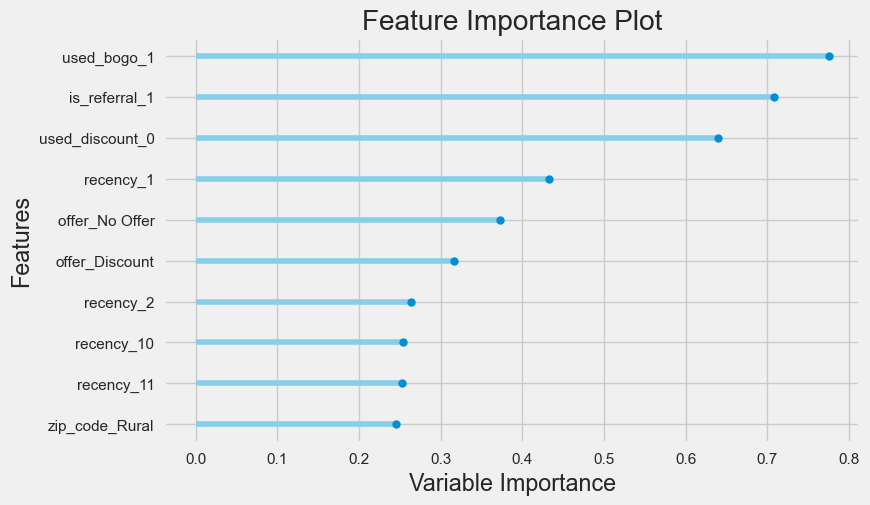 Feature Importance Plot
Features
used_bogo_1
is_referral_1
used_discount_0
recency_1
offer_No Offer
offer_Discount
recency_2
recency_10
recency_11
zip_code_Rural
0.0 0.1 0.2 0.3 0.4 0.5 0.6 0.7 0.8
Variable Importance